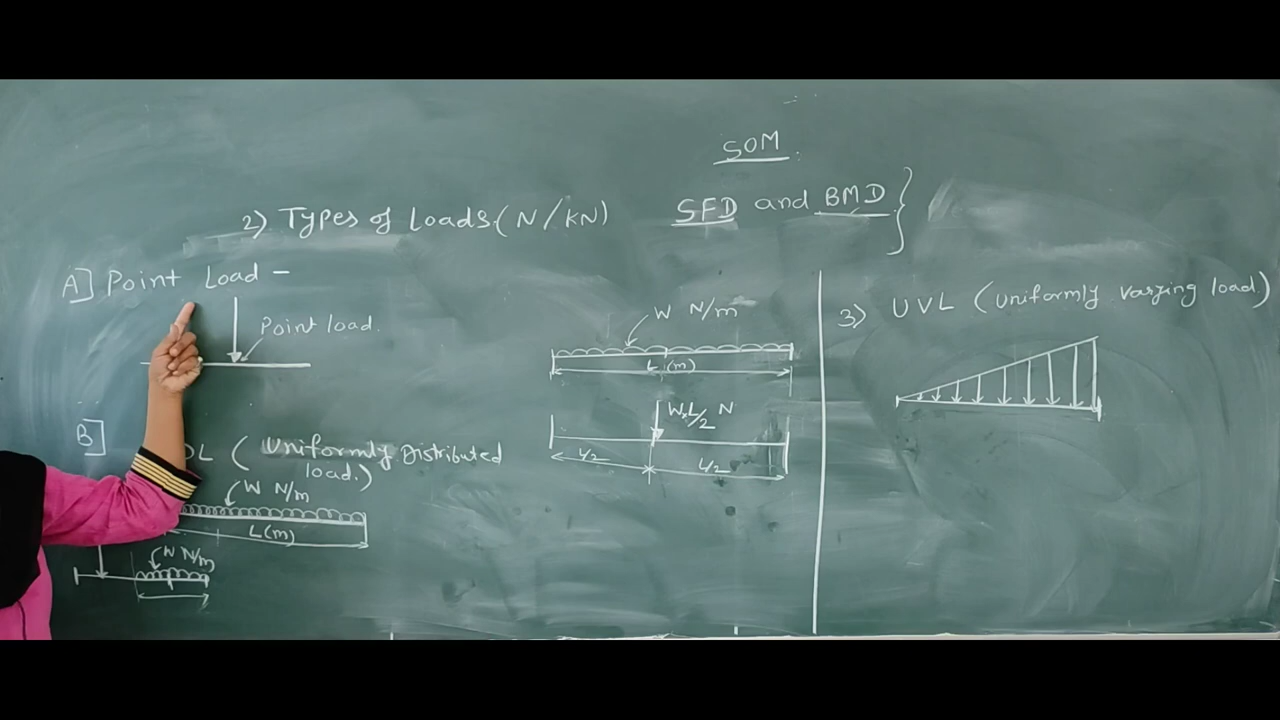 SOM
SFD and BMD
2) Types of Loads (N/kN)
A] Point Load -
Point load.
B] DL (Uniformly Distributed
load.)
W N/m
L(m)
W N/m
W N/m
L (m)
N
L/2 L/2
3) UVL (Uniformly varying load)